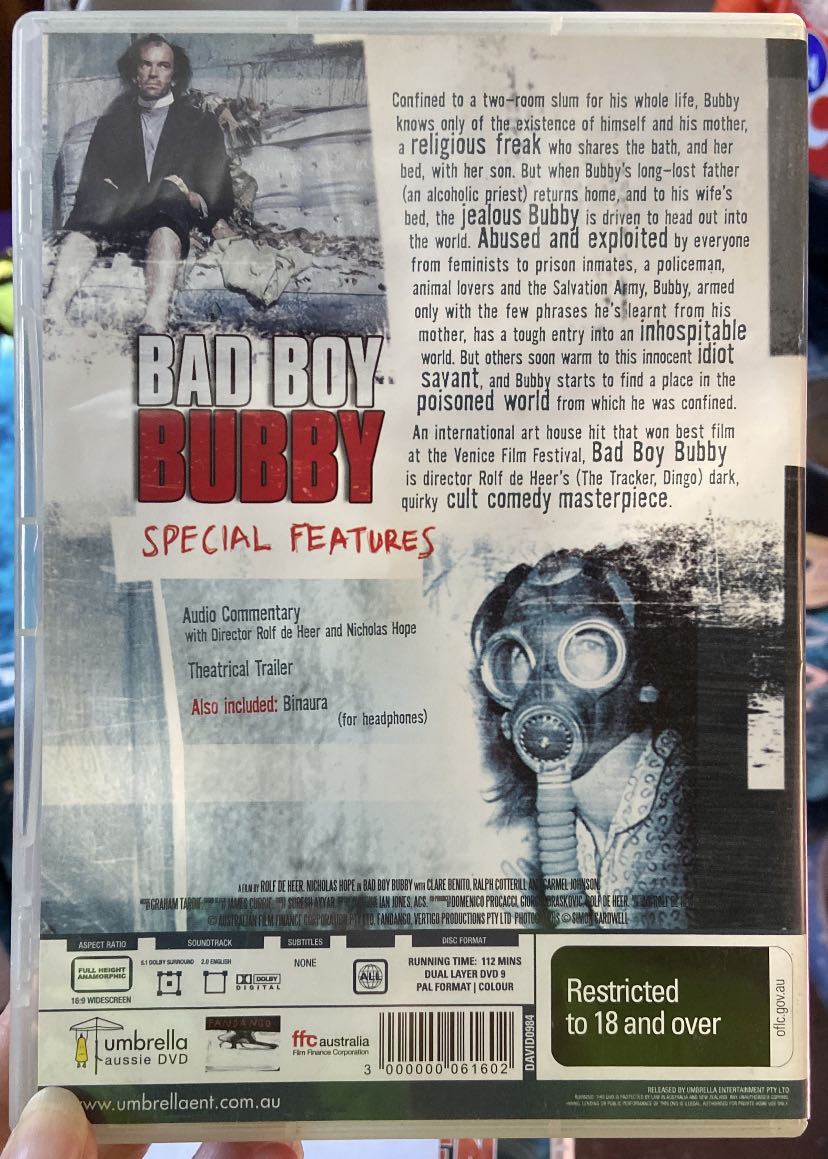 Confined to a two-room slum for his whole life, Bubby
knows only of the existence of himself and his mother,
a religious freak who shares the bath, and her
bed, with her son. But when Bubby's long-lost father
(an alcoholic priest) returns home, and to his wife's
bed, the jealous Bubby is driven to head out into
the world. Abused and exploited by everyone
from feminists to prison inmates, a policeman,
animal lovers and the Salvation Army, Bubby, armed
only with the few phrases he's learnt from his
mother, has a tough entry into an inhospitable
world. But others soon warm to this innocent idiot
savant, and Bubby starts to find a place in the
poisoned world from which he was confined.
An international art house hit that won best film
at the Venice Film Festival, Bad Boy Bubby
is director Rolf de Heer's (The Tracker, Dingo) dark,
quirky cult comedy masterpiece.
BAD BOY
BUBBY
SPECIAL FEATURES
Audio Commentary
with Director Rolf de Heer and Nicholas Hope
Theatrical Trailer
Also included: Binaura
(for headphones)
A FILM BY ROLF DE HEER. NICHOLAS HOPE IN BAD BOY BUBBY WITH CLARE BENITO, RALPH COTTERILL AND CARMEL JOHNSON.
GRAHAM TARDIF JAMES CURRIE SURESH AYYAR IAN JONES, ACS. DOMENICO PROCACCI, GIORGIO DRASKOVIC, ROLF DE HEER. ROLF DE HEER
© AUSTRALIAN FILM FINANCE CORPORATION PTY LTD, FANDANGO, VERTIGO PRODUCTIONS PTY LTD PHOTOGRAPHS © SIMON CARDWELL
ASPECT RATIO SOUNDTRACK SUBTITLES DISC FORMAT
FULL HEIGHT
ANAMORPHIC
16:9 WIDESCREEN
5.1 DOLBY SURROUND 2.0 ENGLISH
DOLBY
DIGITAL
NONE
ALL
RUNNING TIME: 112 MINS
DUAL LAYER DVD 9
PAL FORMAT | COLOUR
Restricted
to 18 and over
oflc.gov.au
umbrella
aussie DVD
FANDANGO
ffc australia
Film Finance Corporation
3 000000 061602
DAVID0984
www.umbrellaent.com.au
RELEASED BY UMBRELLA ENTERTAINMENT PTY LTD